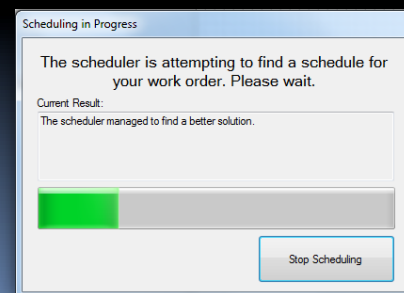 Scheduling in Progress
The scheduler is attempting to find a schedule for
your work order. Please wait.
Current Result:
The scheduler managed to find a better solution.
Stop Scheduling